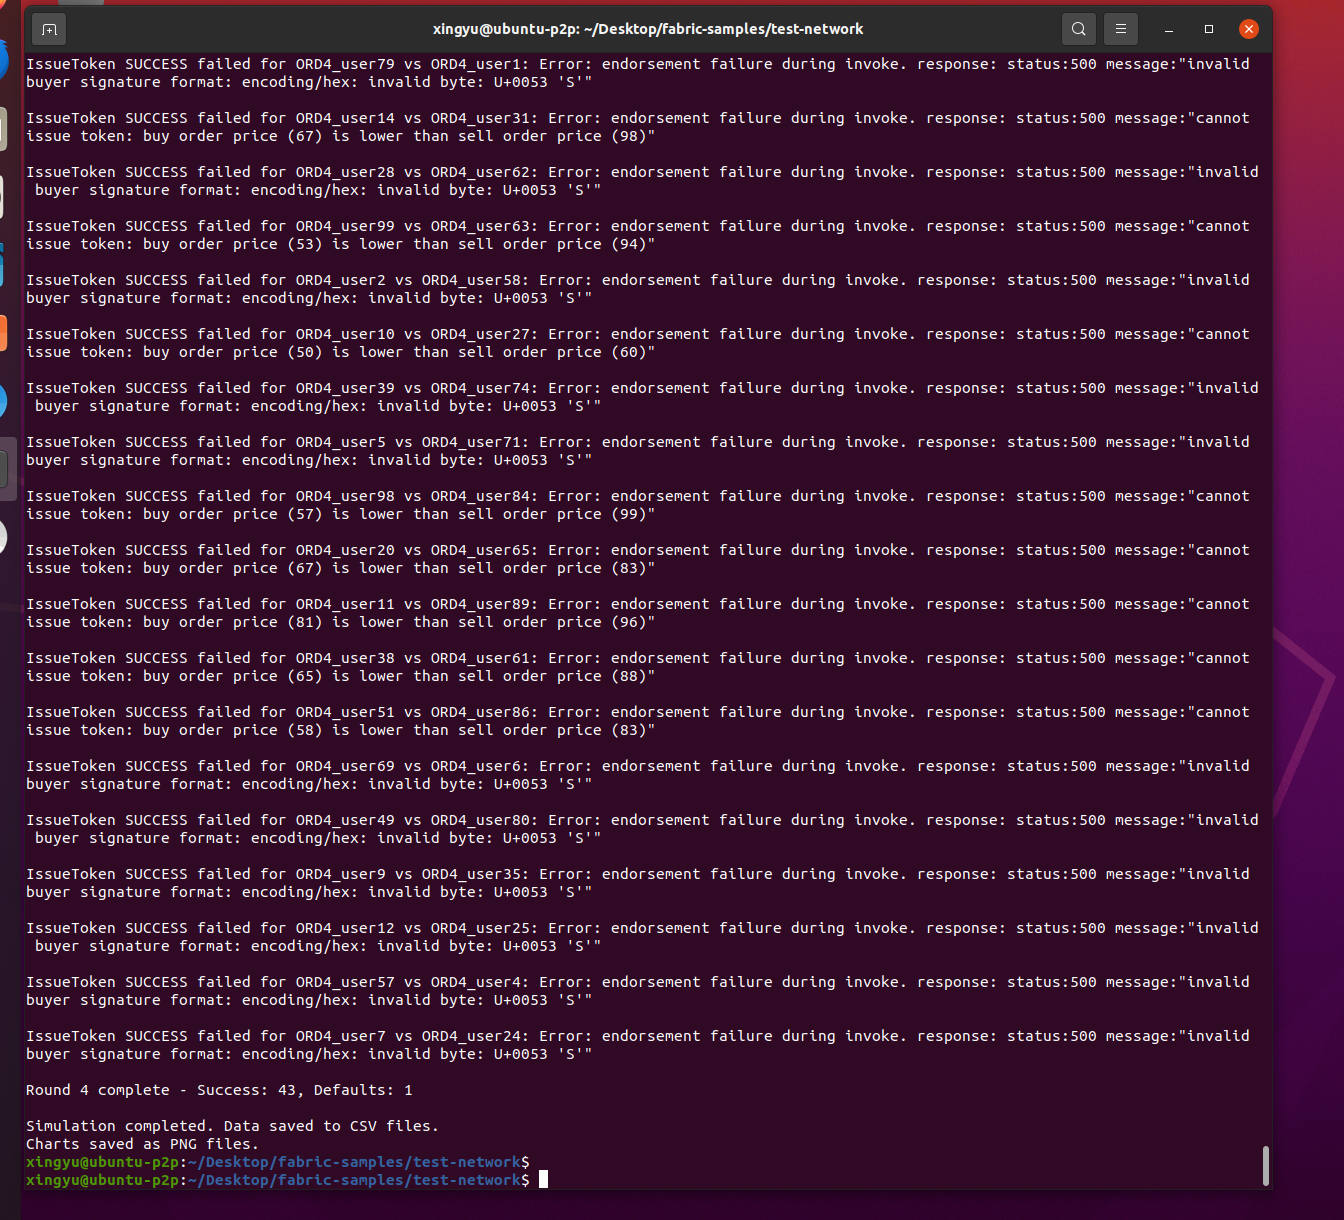 xingyu@ubuntu-p2p: ~/Desktop/fabric-samples/test-network
IssueToken SUCCESS failed for ORD4_user79 vs ORD4_user1: Error: endorsement failure during invoke. response: status:500 message:"invalid
buyer signature format: encoding/hex: invalid byte: U+0053 'S'"
IssueToken SUCCESS failed for ORD4_user14 vs ORD4_user31: Error: endorsement failure during invoke. response: status:500 message:"cannot
issue token: buy order price (67) is lower than sell order price (98)"
IssueToken SUCCESS failed for ORD4_user28 vs ORD4_user62: Error: endorsement failure during invoke. response: status:500 message:"invalid
buyer signature format: encoding/hex: invalid byte: U+0053 'S'"
IssueToken SUCCESS failed for ORD4_user99 vs ORD4_user63: Error: endorsement failure during invoke. response: status:500 message:"cannot
issue token: buy order price (53) is lower than sell order price (94)"
IssueToken SUCCESS failed for ORD4_user2 vs ORD4_user58: Error: endorsement failure during invoke. response: status:500 message:"invalid
buyer signature format: encoding/hex: invalid byte: U+0053 'S'"
IssueToken SUCCESS failed for ORD4_user10 vs ORD4_user27: Error: endorsement failure during invoke. response: status:500 message:"cannot
issue token: buy order price (50) is lower than sell order price (60)"
IssueToken SUCCESS failed for ORD4_user39 vs ORD4_user74: Error: endorsement failure during invoke. response: status:500 message:"invalid
buyer signature format: encoding/hex: invalid byte: U+0053 'S'"
IssueToken SUCCESS failed for ORD4_user5 vs ORD4_user71: Error: endorsement failure during invoke. response: status:500 message:"invalid
buyer signature format: encoding/hex: invalid byte: U+0053 'S'"
IssueToken SUCCESS failed for ORD4_user98 vs ORD4_user84: Error: endorsement failure during invoke. response: status:500 message:"cannot
issue token: buy order price (57) is lower than sell order price (99)"
IssueToken SUCCESS failed for ORD4_user20 vs ORD4_user65: Error: endorsement failure during invoke. response: status:500 message:"cannot
issue token: buy order price (67) is lower than sell order price (83)"
IssueToken SUCCESS failed for ORD4_user11 vs ORD4_user89: Error: endorsement failure during invoke. response: status:500 message:"cannot
issue token: buy order price (81) is lower than sell order price (96)"
IssueToken SUCCESS failed for ORD4_user38 vs ORD4_user61: Error: endorsement failure during invoke. response: status:500 message:"cannot
issue token: buy order price (65) is lower than sell order price (88)"
IssueToken SUCCESS failed for ORD4_user51 vs ORD4_user86: Error: endorsement failure during invoke. response: status:500 message:"cannot
issue token: buy order price (58) is lower than sell order price (83)"
IssueToken SUCCESS failed for ORD4_user69 vs ORD4_user6: Error: endorsement failure during invoke. response: status:500 message:"invalid
buyer signature format: encoding/hex: invalid byte: U+0053 'S'"
IssueToken SUCCESS failed for ORD4_user49 vs ORD4_user80: Error: endorsement failure during invoke. response: status:500 message:"invalid
buyer signature format: encoding/hex: invalid byte: U+0053 'S'"
IssueToken SUCCESS failed for ORD4_user9 vs ORD4_user35: Error: endorsement failure during invoke. response: status:500 message:"invalid
buyer signature format: encoding/hex: invalid byte: U+0053 'S'"
IssueToken SUCCESS failed for ORD4_user12 vs ORD4_user25: Error: endorsement failure during invoke. response: status:500 message:"invalid
buyer signature format: encoding/hex: invalid byte: U+0053 'S'"
IssueToken SUCCESS failed for ORD4_user57 vs ORD4_user4: Error: endorsement failure during invoke. response: status:500 message:"invalid
buyer signature format: encoding/hex: invalid byte: U+0053 'S'"
IssueToken SUCCESS failed for ORD4_user7 vs ORD4_user24: Error: endorsement failure during invoke. response: status:500 message:"invalid
buyer signature format: encoding/hex: invalid byte: U+0053 'S'"
Round 4 complete - Success: 43, Defaults: 1
Simulation completed. Data saved to CSV files.
Charts saved as PNG files.
xingyu@ubuntu-p2p:~/Desktop/fabric-samples/test-network$
xingyu@ubuntu-p2p:~/Desktop/fabric-samples/test-network$